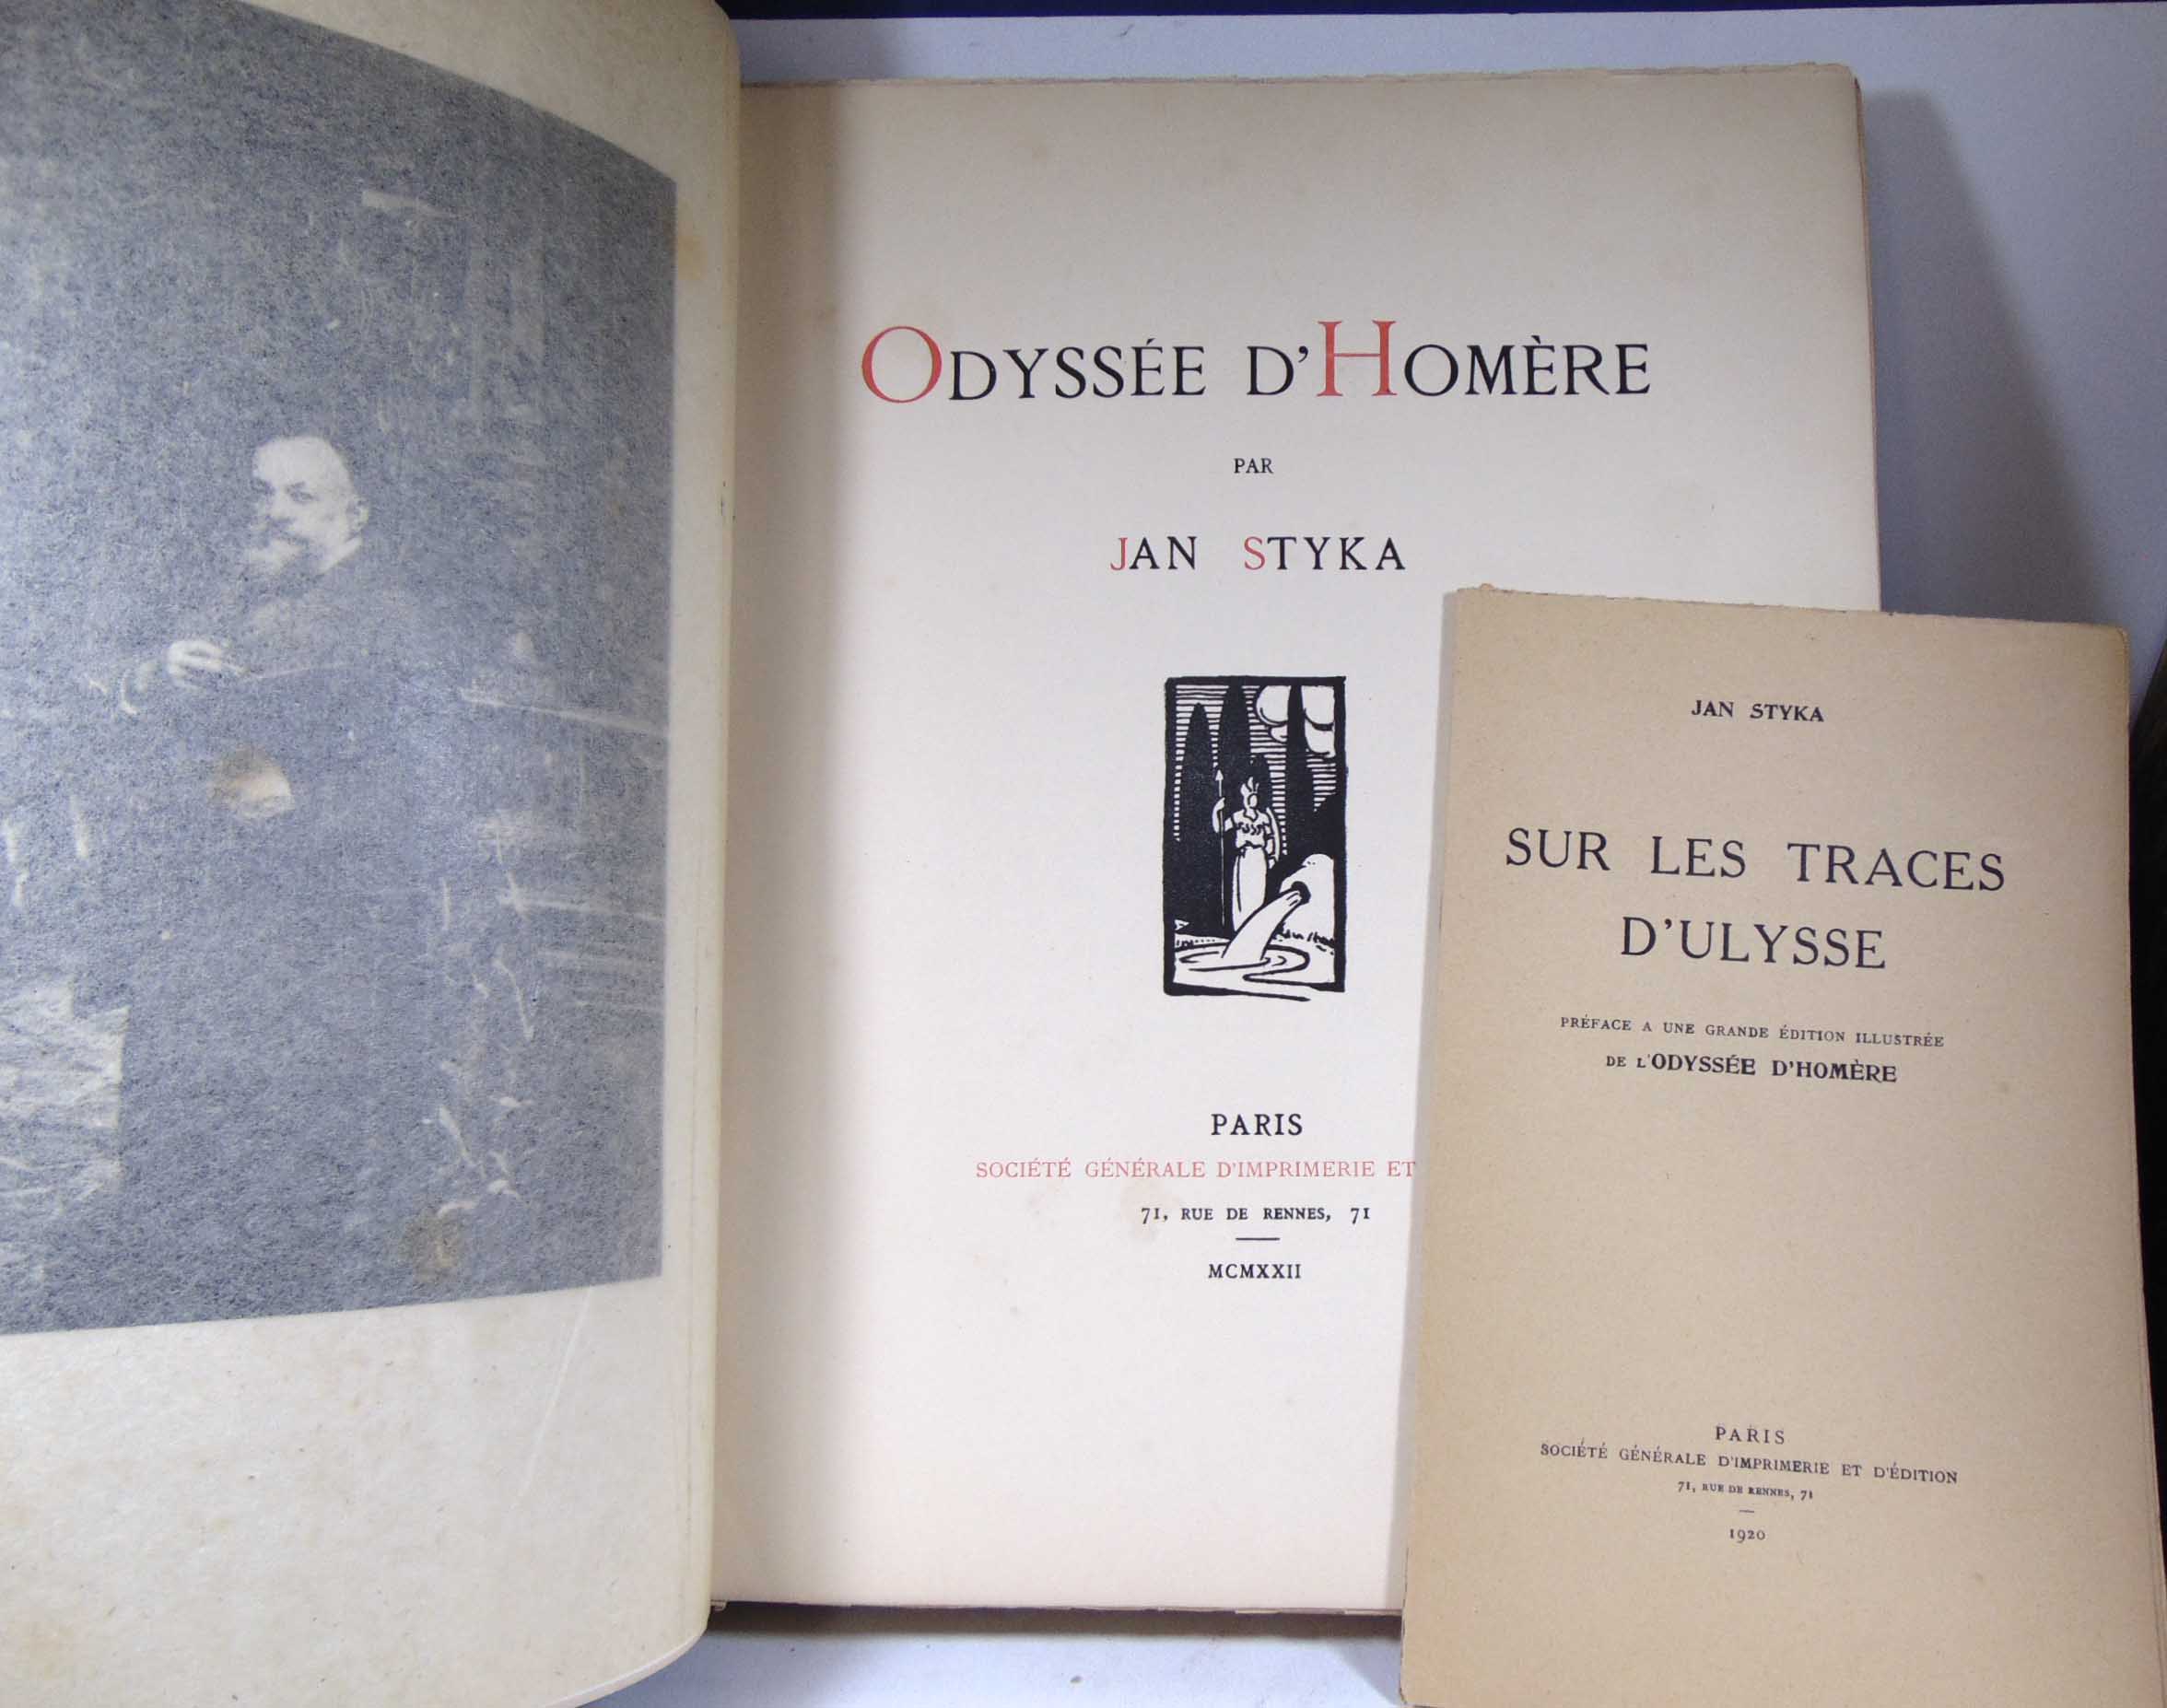 ODYSSÉE D'HOMÈRE
PAR
JAN STYKA
PARIS
SOCIÉTÉ GÉNÉRALE D'IMPRIMERIE ET
71, RUE DE RENNES, 71
MCMXXII
JAN STYKA
SUR LES TRACES
D'ULYSSE
PRÉFACE A UNE GRANDE ÉDITION ILLUSTRÉE
DE L'ODYSSÉE D'HOMÈRE
PARIS
SOCIÉTÉ GÉNÉRALE D'IMPRIMERIE ET D'ÉDITION
71, RUE DE RENNES, 71
1920